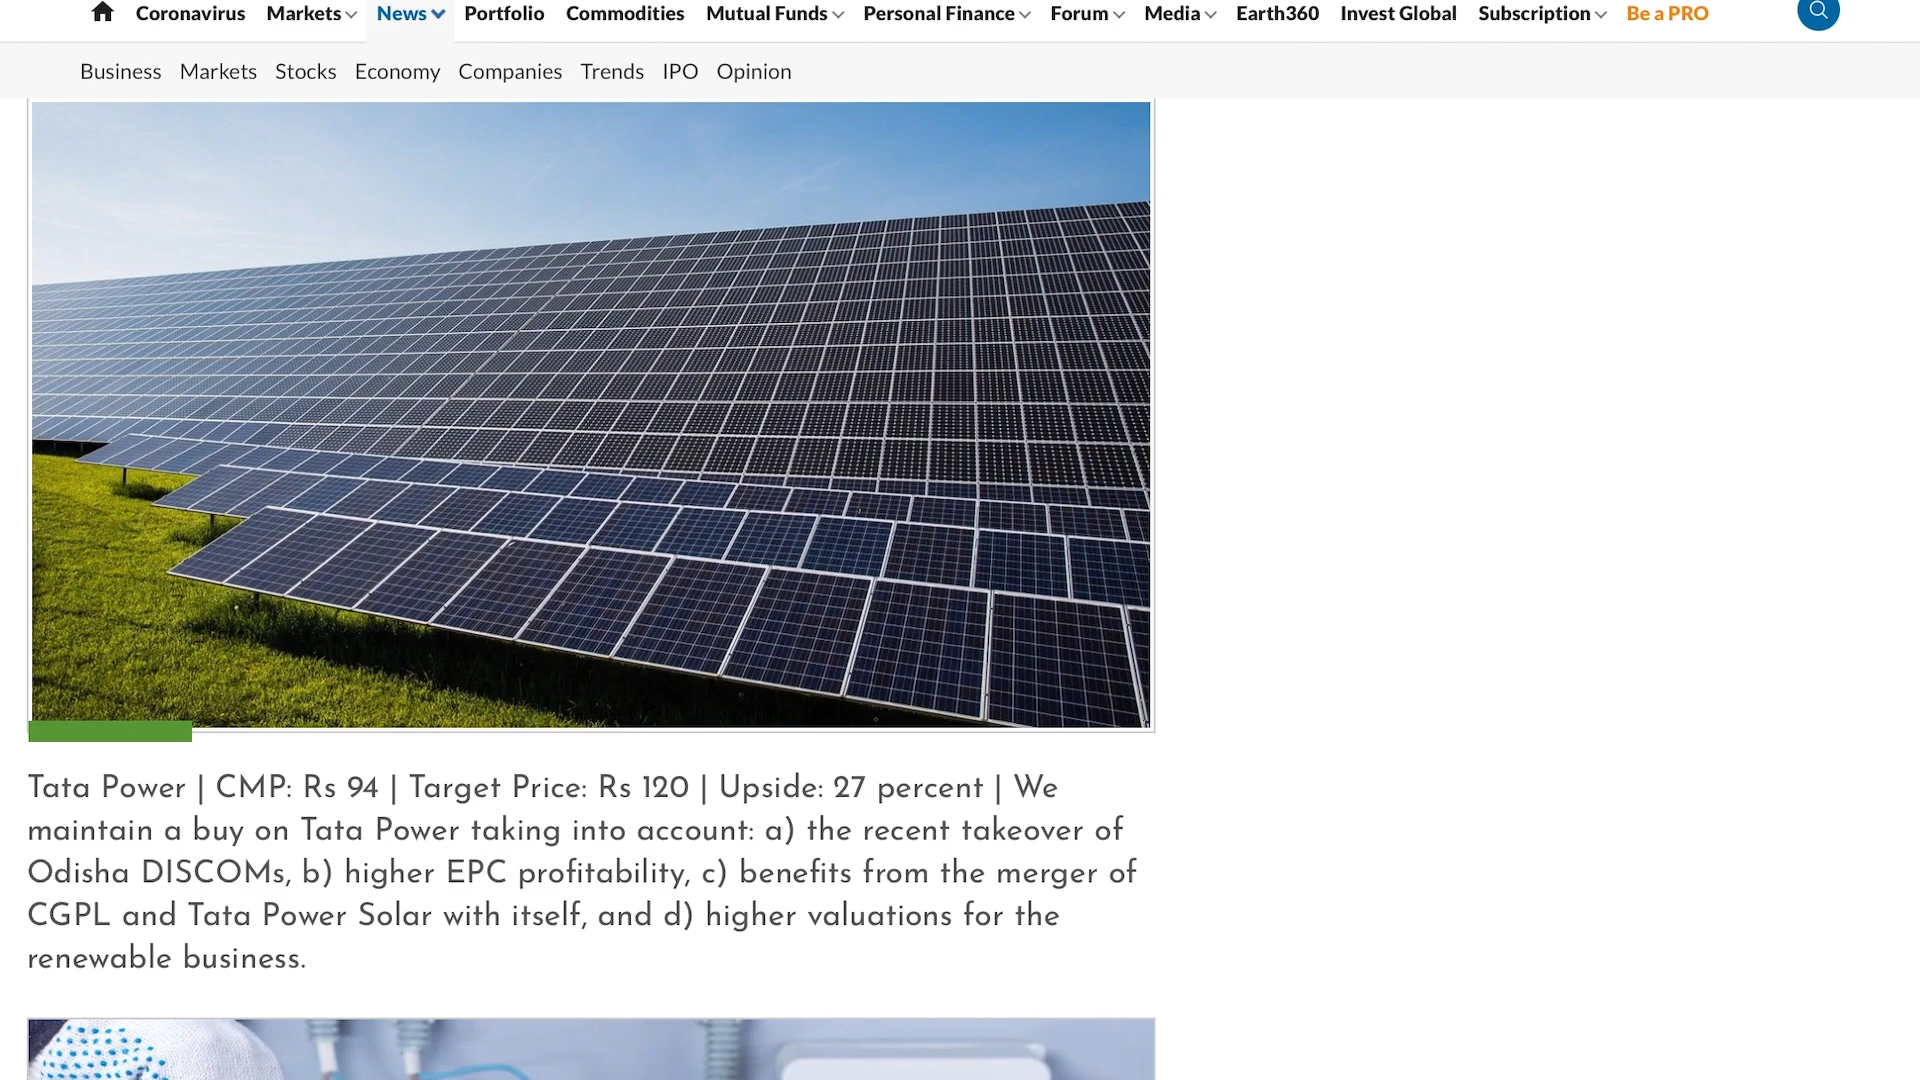 Coronavirus Markets News Portfolio Commodities Mutual Funds Personal Finance Forum Media Earth360 Invest Global Subscription Be a PRO
Business Markets Stocks Economy Companies Trends IPO Opinion
Tata Power | CMP: Rs 94 | Target Price: Rs 120 | Upside: 27 percent | We
maintain a buy on Tata Power taking into account: a) the recent takeover of
Odisha DISCOMs, b) higher EPC profitability, c) benefits from the merger of
CGPL and Tata Power Solar with itself, and d) higher valuations for the
renewable business.